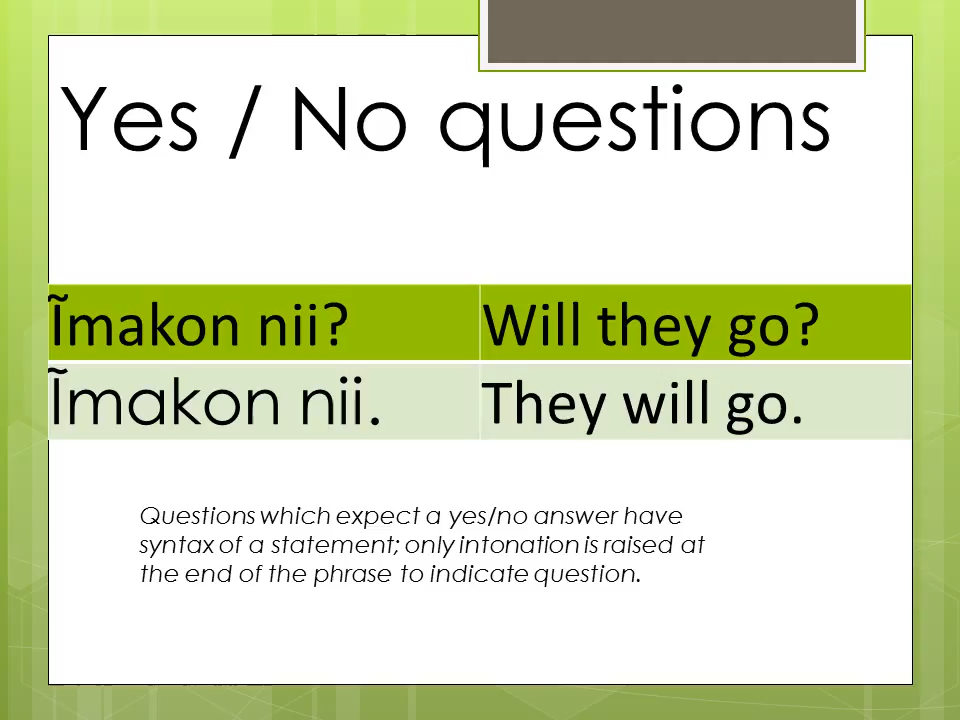 Yes / No questions
Ĩmakon nii? Will they go?
Ĩmakon nii. They will go.
Questions which expect a yes/no answer have
syntax of a statement; only intonation is raised at
the end of the phrase to indicate question.